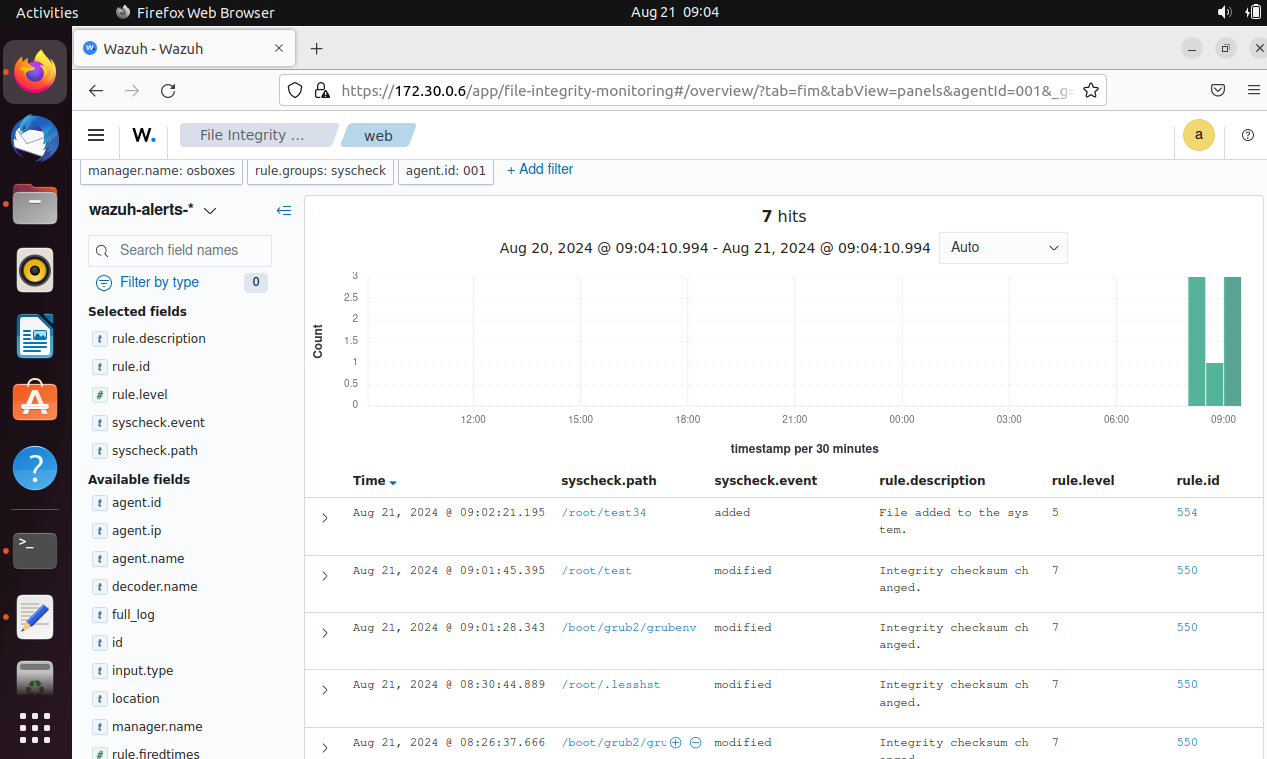 Activities
Firefox Web Browser
Aug 21 09:04
Wazuh - Wazuh
https://172.30.0.6/app/file-integrity-monitoring#/overview/?tab=fim&tabView=panels&agentId=001&_g=
W.
File Integrity ...
web
a
manager.name: osboxes
rule.groups: syscheck
agent.id: 001
+ Add filter
wazuh-alerts-*
Search field names
Filter by type
0
Selected fields
t rule.description
t rule.id
# rule.level
t syscheck.event
t syscheck.path
Available fields
t agent.id
t agent.ip
t agent.name
t decoder.name
t full_log
t id
t input.type
t location
t manager.name
# rule.firedtimes
7 hits
Aug 20, 2024 @ 09:04:10.994 - Aug 21, 2024 @ 09:04:10.994
Auto
Count
3
2.5
2
1.5
1
0.5
0
12:00 15:00 18:00 21:00 00:00 03:00 06:00 09:00
timestamp per 30 minutes
Time syscheck.path syscheck.event rule.description rule.level rule.id
Aug 21, 2024 @ 09:02:21.195 /root/test34 added File added to the sys 5 554
tem.
Aug 21, 2024 @ 09:01:45.395 /root/test modified Integrity checksum ch 7 550
anged.
Aug 21, 2024 @ 09:01:28.343 /boot/grub2/grubenv modified Integrity checksum ch 7 550
anged.
Aug 21, 2024 @ 08:30:44.889 /root/.lesshst modified Integrity checksum ch 7 550
anged.
Aug 21, 2024 @ 08:26:37.666 /boot/grub2/gru modified Integrity checksum ch 7 550
anged.